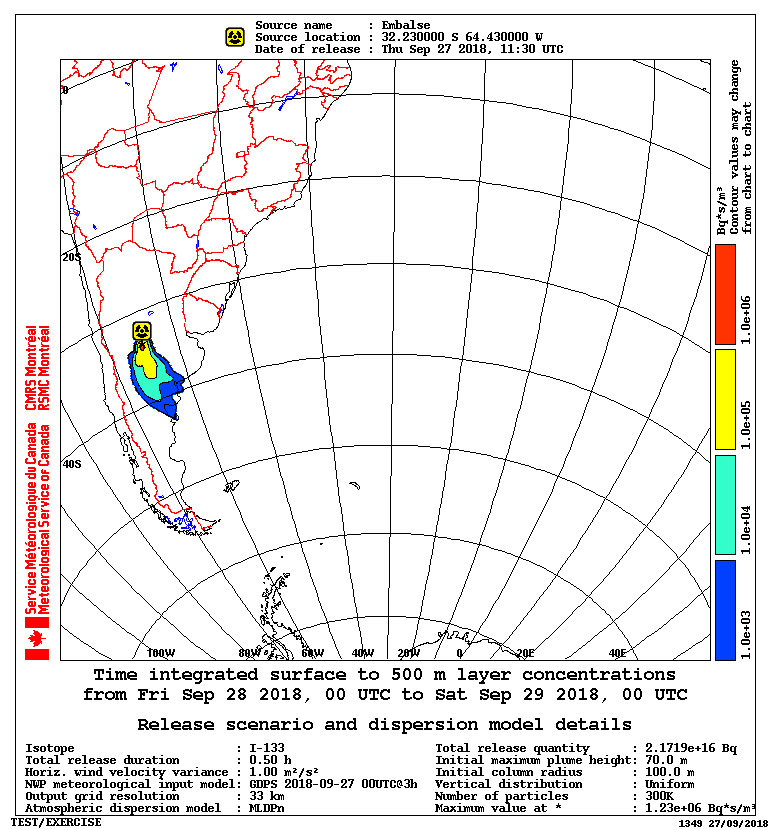 Source name : Embalse
Source location : 32.230000 S 64.430000 W
Date of release : Thu Sep 27 2018, 11:30 UTC
0
20S
40S
100W 80W 60W 40W 20W 0 20E 40E
Bq*s/m³
Contour values may change
from chart to chart
1.0e+06
1.0e+05
1.0e+04
1.0e+03
Service Météorologique du Canada CMRS Montréal
Meteorological Service of Canada RSMC Montréal
Time integrated surface to 500 m layer concentrations
from Fri Sep 28 2018, 00 UTC to Sat Sep 29 2018, 00 UTC
Release scenario and dispersion model details
Isotope : I-133
Total release duration : 0.50 h
Horiz. wind velocity variance : 1.00 m²/s²
NWP meteorological input model: GDPS 2018-09-27 00UTC@3h
Output grid resolution : 33 km
Atmospheric dispersion model : MLDPn
Total release quantity : 2.1719e+16 Bq
Initial maximum plume height: 70.0 m
Initial column radius : 100.0 m
Vertical distribution : Uniform
Number of particles : 300K
Maximum value at * : 1.23e+06 Bq*s/m³
TEST/EXERCISE
1349 27/09/2018